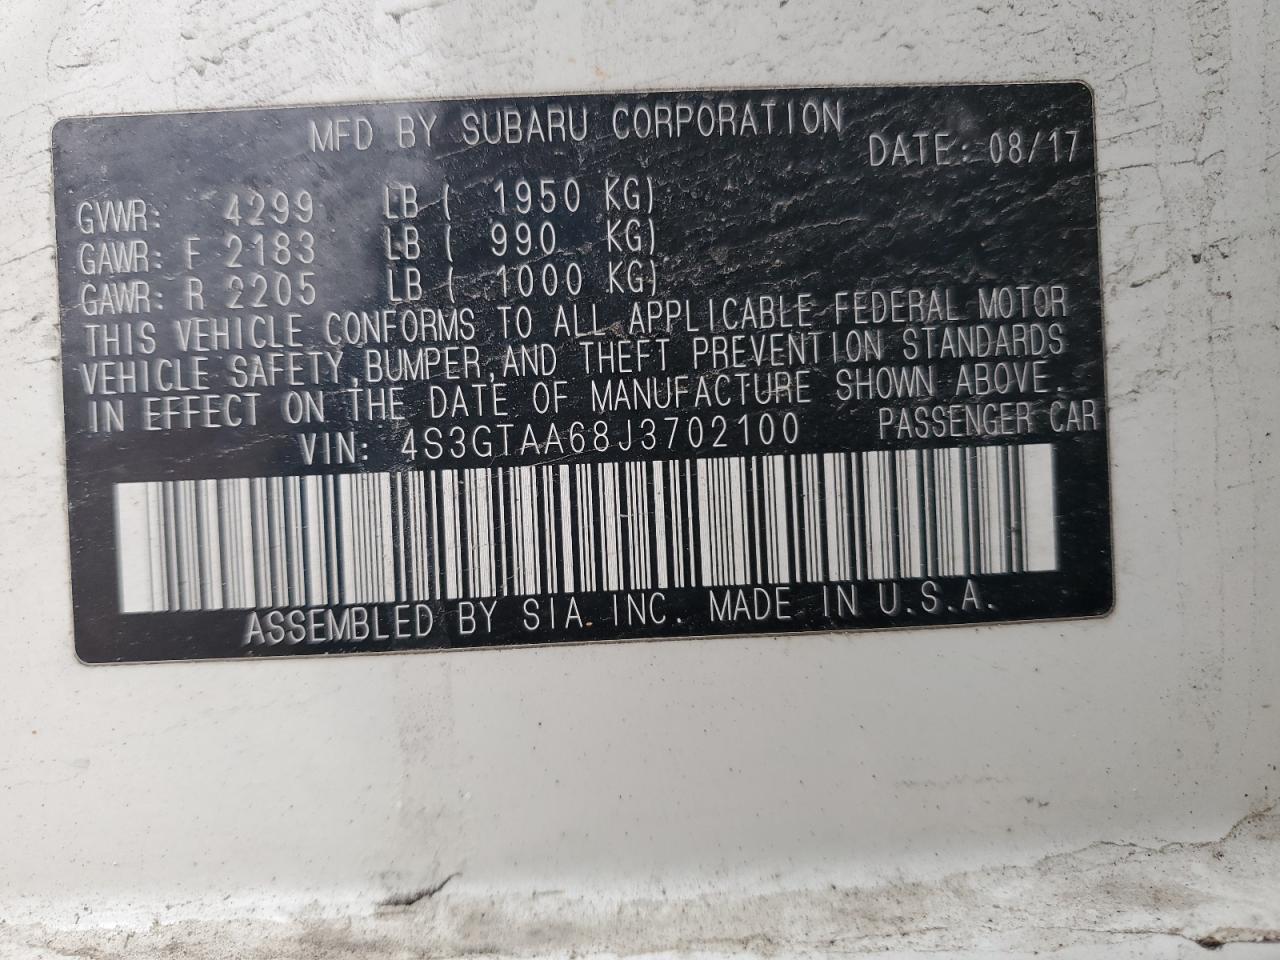 MFD BY SUBARU CORPORATION
DATE: 08/17
GVWR: 4299 LB ( 1950 KG)
GAWR: F 2183 LB ( 990 KG)
GAWR: R 2205 LB ( 1000 KG)
THIS VEHICLE CONFORMS TO ALL APPLICABLE FEDERAL MOTOR
VEHICLE SAFETY,BUMPER,AND THEFT PREVENTION STANDARDS
IN EFFECT ON THE DATE OF MANUFACTURE SHOWN ABOVE.
VIN: 4S3GTAA68J3702100 PASSENGER CAR
ASSEMBLED BY SIA INC. MADE IN U.S.A.